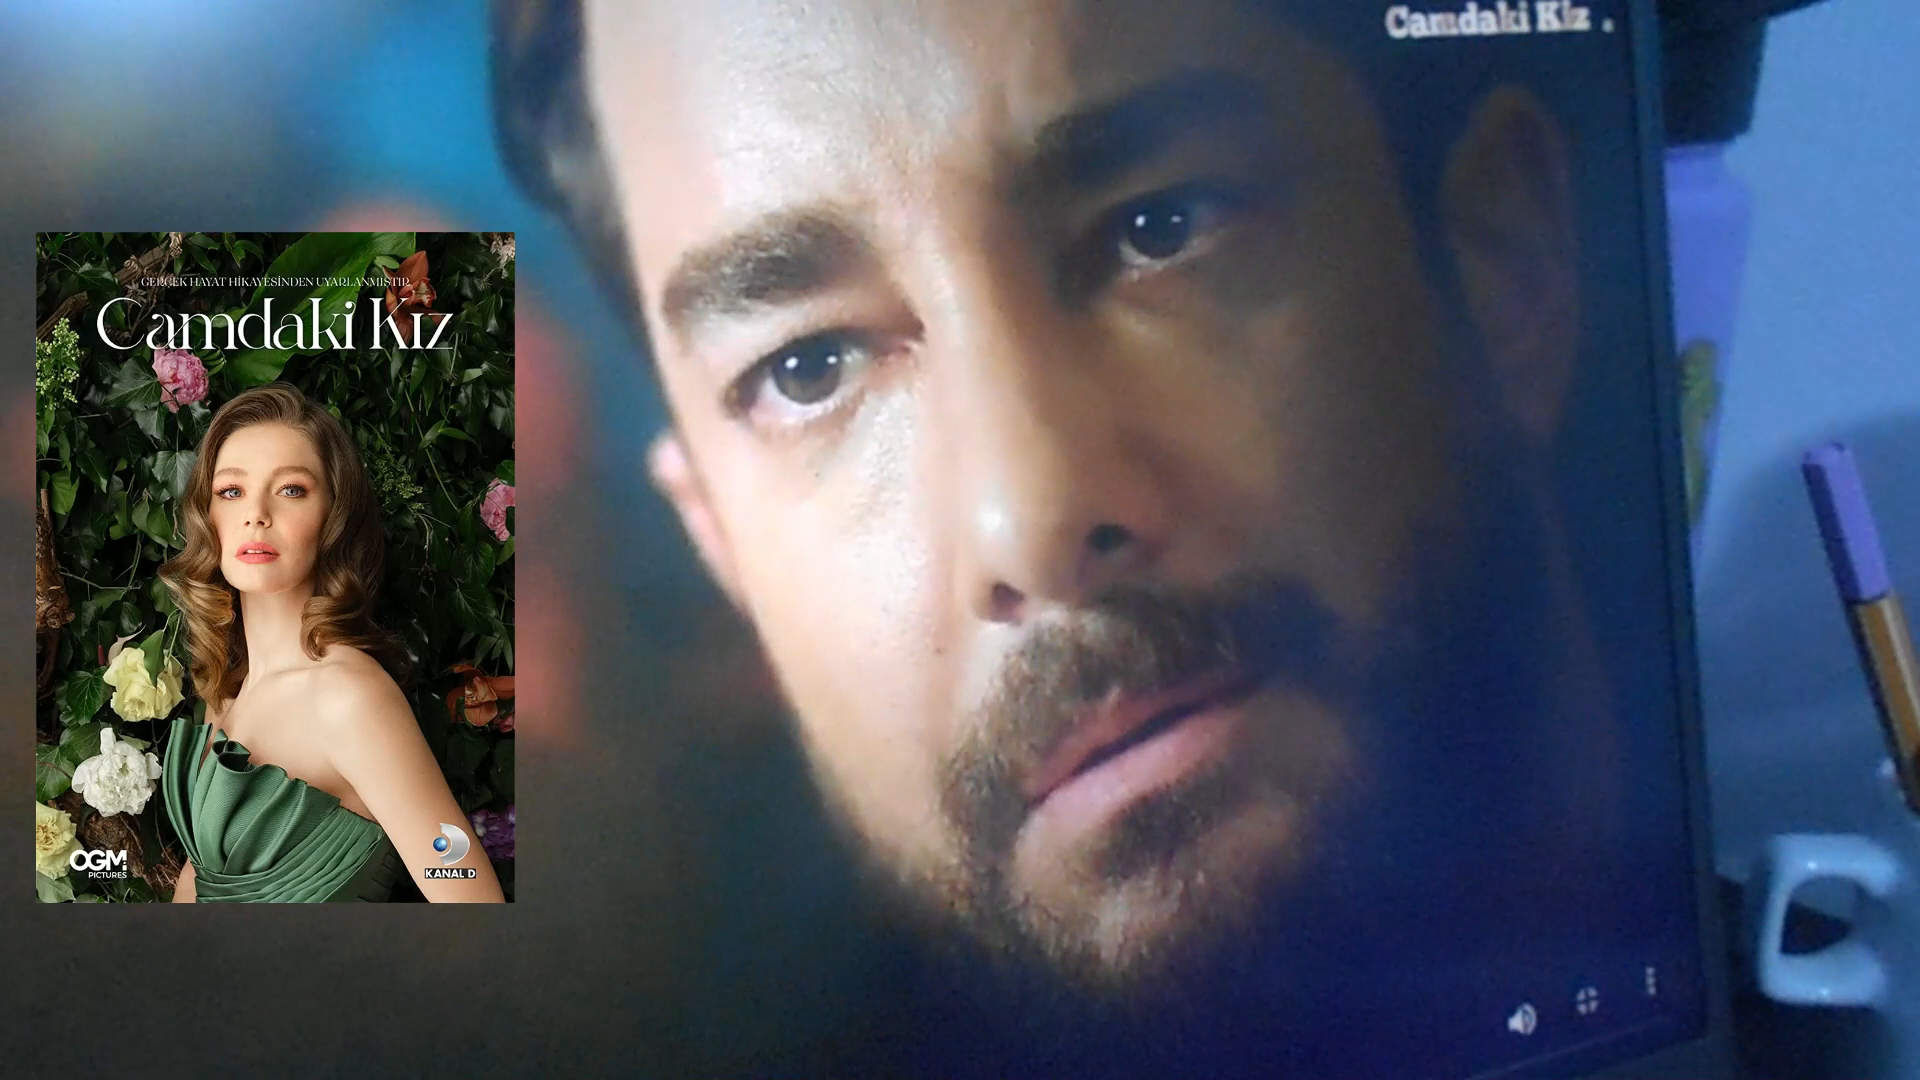 Camdaki Kız .
GERÇEK HAYAT HİKAYESİNDEN UYARLANMIŞTIR.
Camdaki Kız
OGM
PICTURES
KANAL D